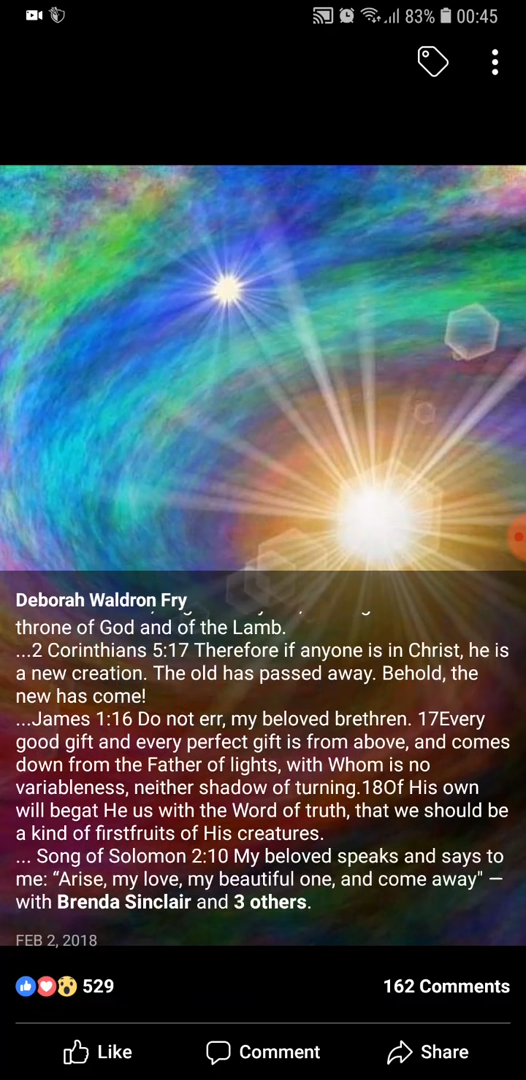 83% 00:45
Deborah Waldron Fry
throne of God and of the Lamb.
...2 Corinthians 5:17 Therefore if anyone is in Christ, he is
a new creation. The old has passed away. Behold, the
new has come!
...James 1:16 Do not err, my beloved brethren. 17Every
good gift and every perfect gift is from above, and comes
down from the Father of lights, with Whom is no
variableness, neither shadow of turning.18Of His own
will begat He us with the Word of truth, that we should be
a kind of firstfruits of His creatures.
... Song of Solomon 2:10 My beloved speaks and says to
me: “Arise, my love, my beautiful one, and come away" —
with Brenda Sinclair and 3 others.
FEB 2, 2018
529 162 Comments
Like Comment Share